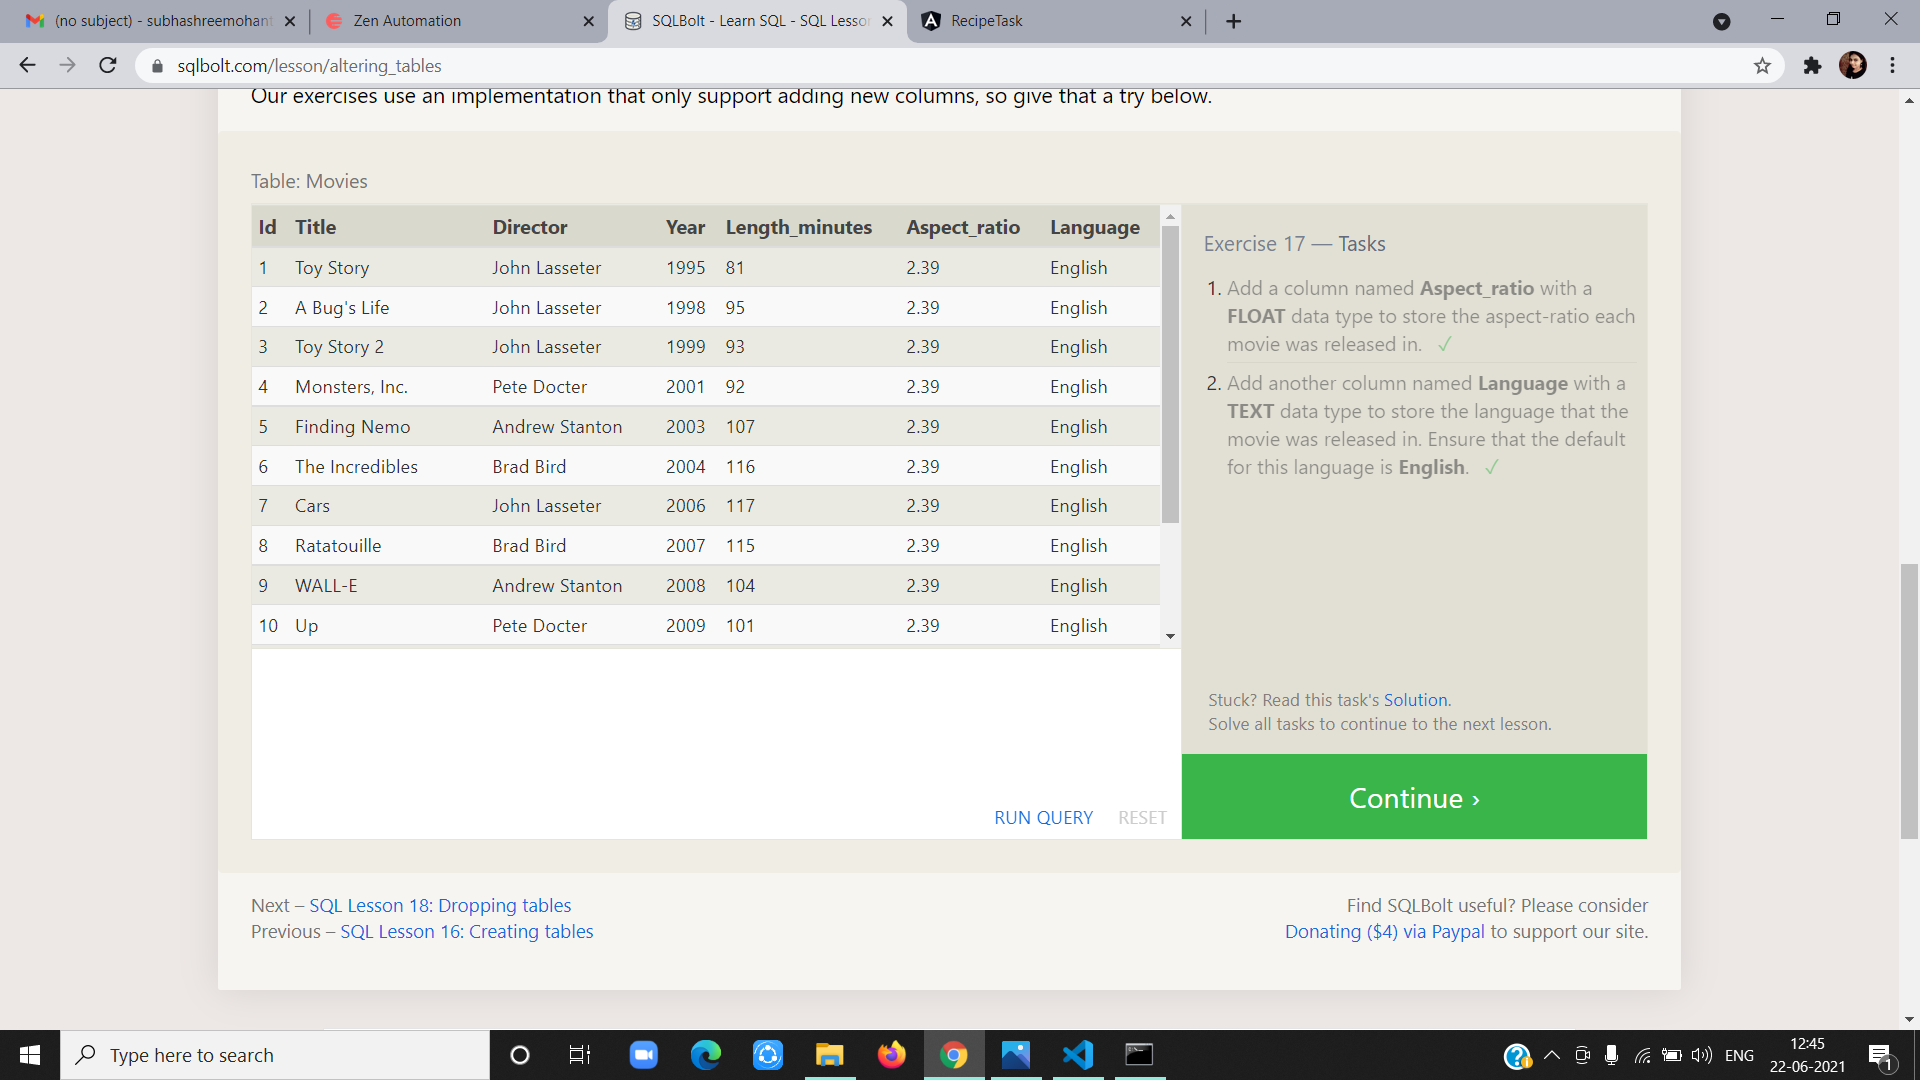 (no subject) - subhashreemohant
Zen Automation
SQLBolt - Learn SQL - SQL Lesson
RecipeTask
sqlbolt.com/lesson/altering_tables
Our exercises use an implementation that only support adding new columns, so give that a try below.
Table: Movies
Id Title Director Year Length_minutes Aspect_ratio Language
1 Toy Story John Lasseter 1995 81 2.39 English
2 A Bug's Life John Lasseter 1998 95 2.39 English
3 Toy Story 2 John Lasseter 1999 93 2.39 English
4 Monsters, Inc. Pete Docter 2001 92 2.39 English
5 Finding Nemo Andrew Stanton 2003 107 2.39 English
6 The Incredibles Brad Bird 2004 116 2.39 English
7 Cars John Lasseter 2006 117 2.39 English
8 Ratatouille Brad Bird 2007 115 2.39 English
9 WALL-E Andrew Stanton 2008 104 2.39 English
10 Up Pete Docter 2009 101 2.39 English
RUN QUERY RESET
Exercise 17 — Tasks
1. Add a column named Aspect_ratio with a
FLOAT data type to store the aspect-ratio each
movie was released in. ✓
2. Add another column named Language with a
TEXT data type to store the language that the
movie was released in. Ensure that the default
for this language is English. ✓
Stuck? Read this task's Solution.
Solve all tasks to continue to the next lesson.
Continue ›
Next – SQL Lesson 18: Dropping tables
Previous – SQL Lesson 16: Creating tables
Find SQLBolt useful? Please consider
Donating ($4) via Paypal to support our site.
Type here to search
ENG
12:45
22-06-2021
1